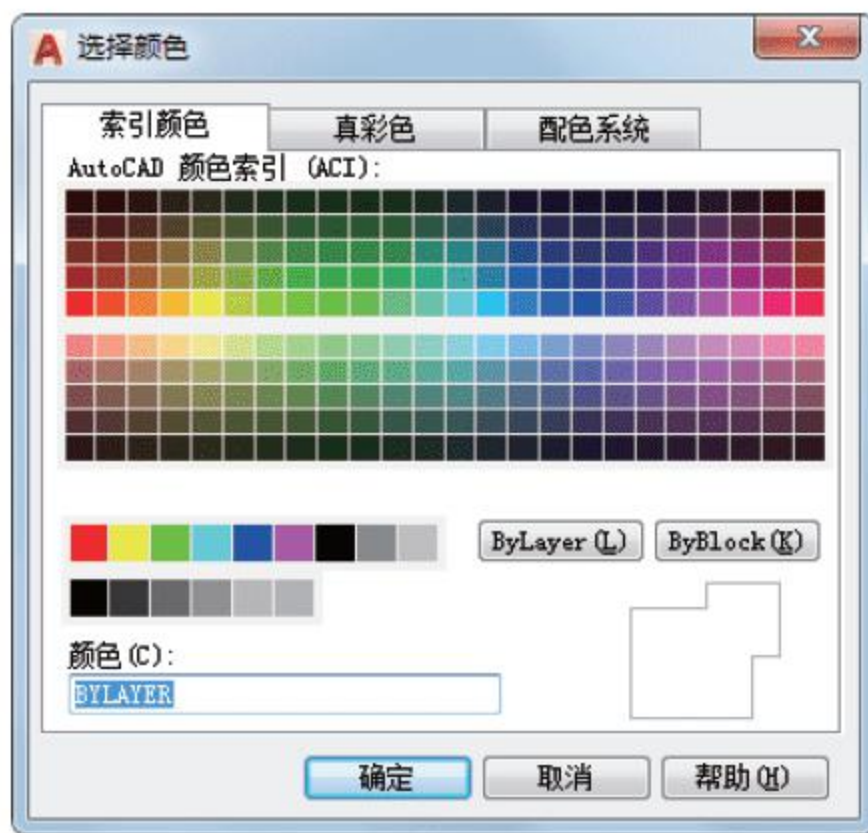 选择颜色
索引颜色 真彩色 配色系统
AutoCAD 颜色索引 (ACI):
ByLayer(L) ByBlock(K)
颜色(C):
BYLAYER
确定 取消 帮助(H)